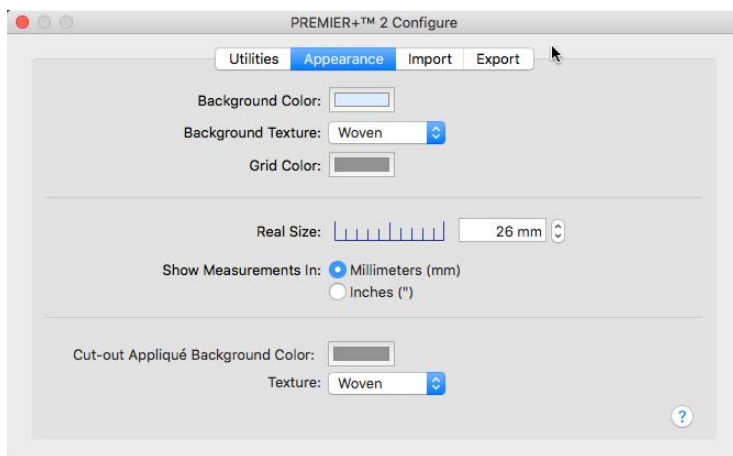 PREMIER+™ 2 Configure
Utilities Appearance Import Export
Background Color:
Background Texture: Woven
Grid Color:
Real Size: 26 mm
Show Measurements In: Millimeters (mm)
Inches (")
Cut-out Appliqué Background Color:
Texture: Woven
?